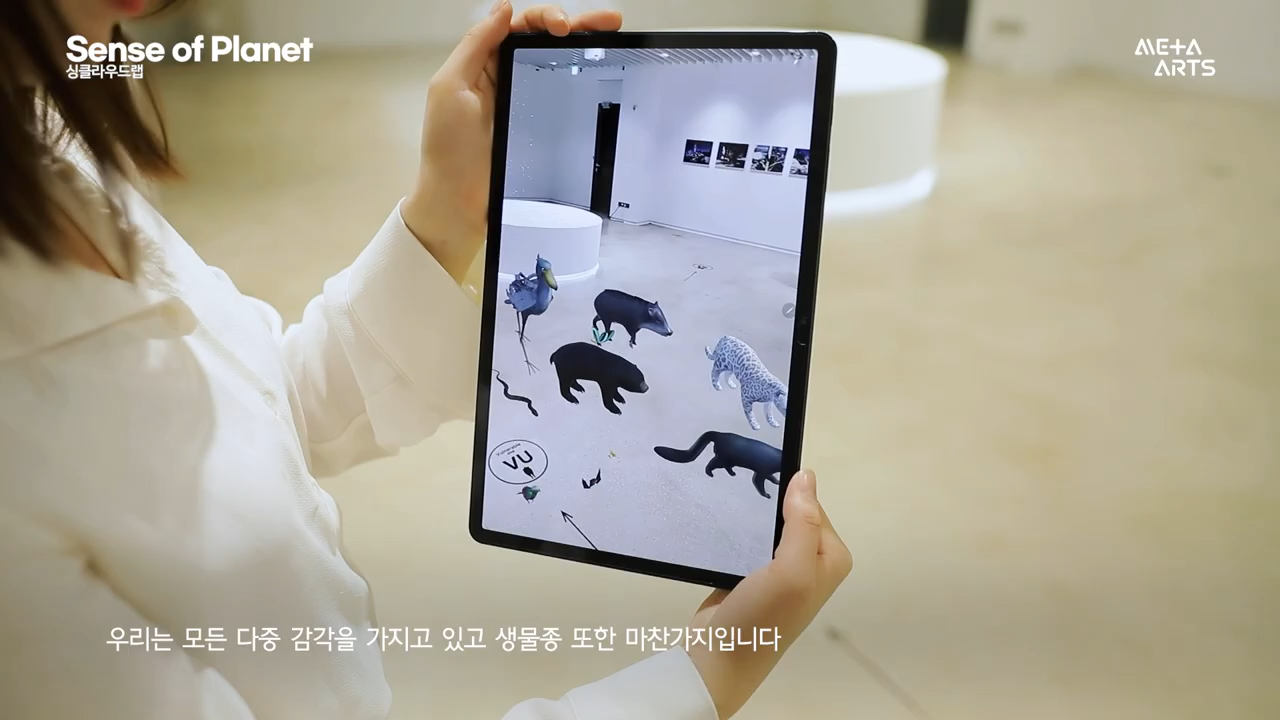 Sense of Planet
싱클라우드랩
META
ARTS
VU
우리는 모든 다중 감각을 가지고 있고 생물종 또한 마찬가지입니다